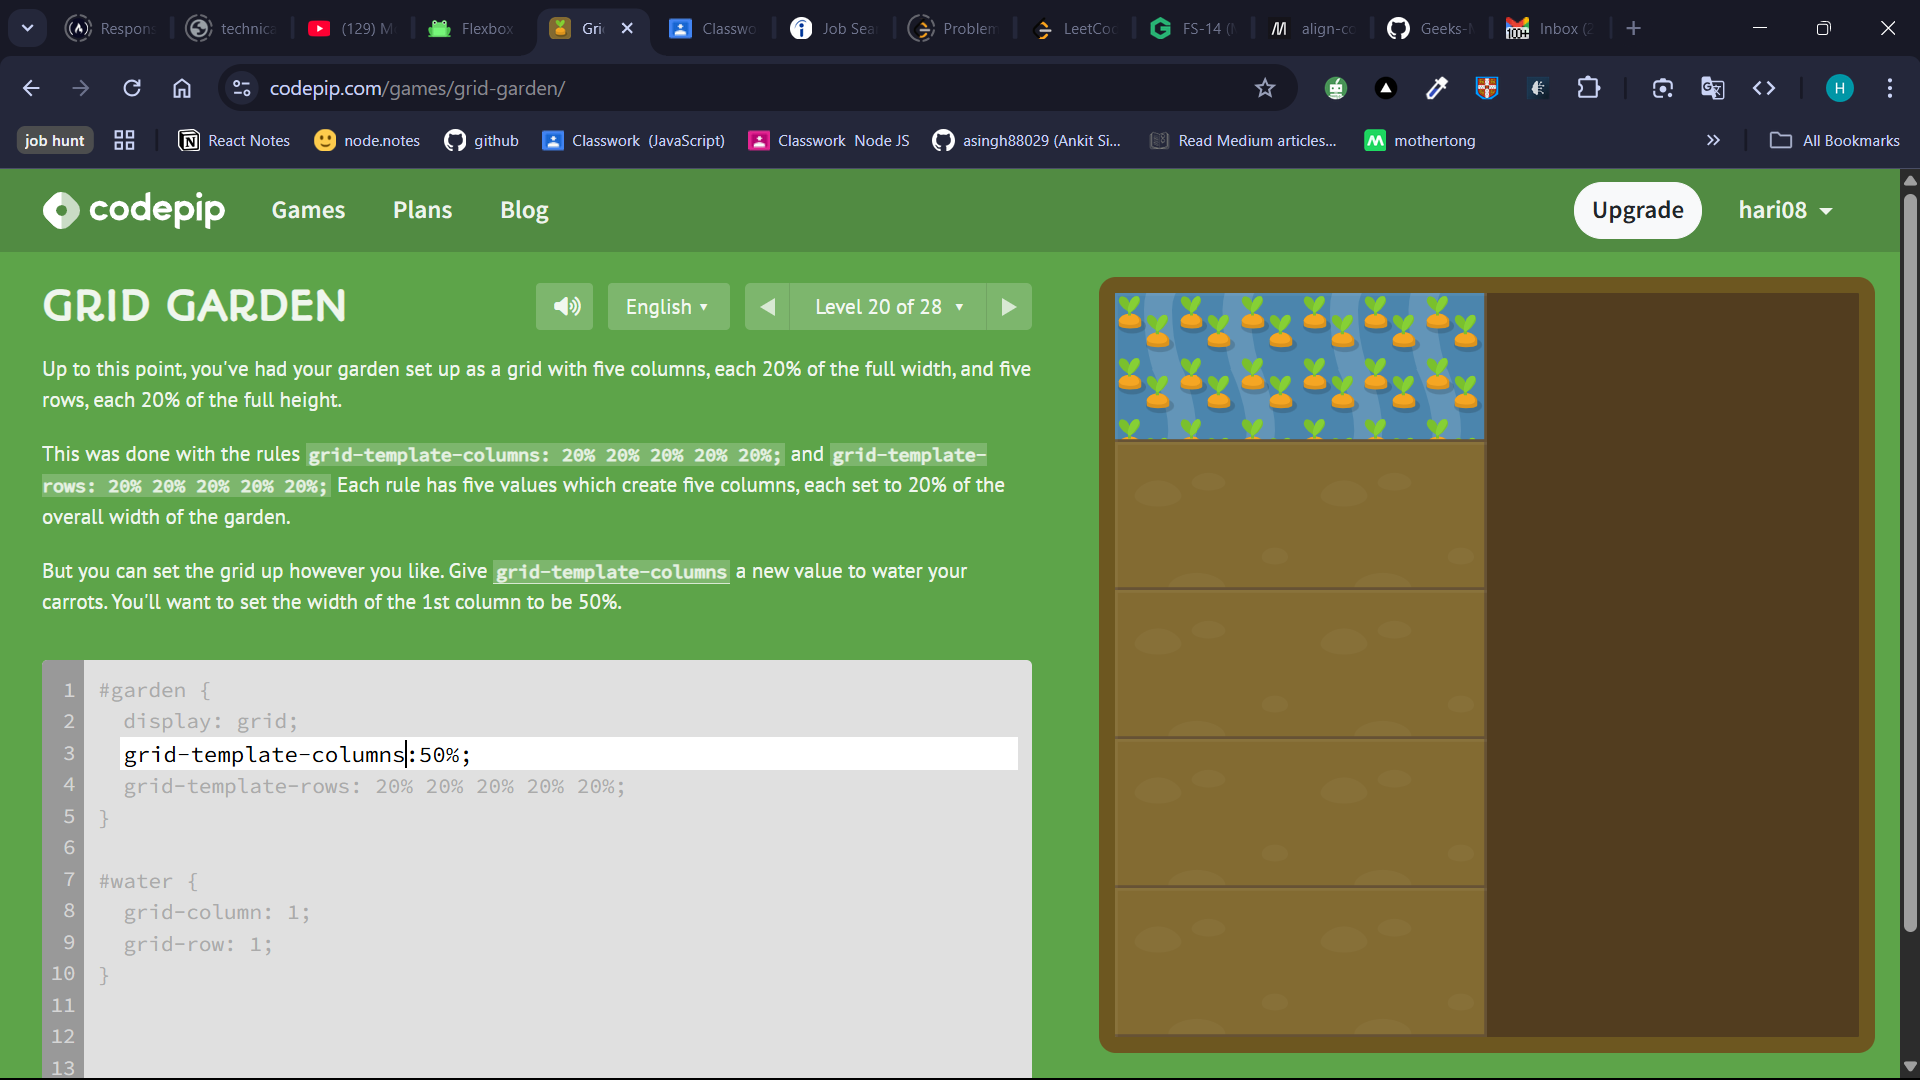 Respon
technica
(129) M
Flexbox
Gri
Classwo
Job Sea
Problem
LeetCo
FS-14 (
align-co
Geeks-
Inbox (2
codepip.com/games/grid-garden/
H
job hunt
React Notes
node.notes
github
Classwork (JavaScript)
Classwork Node JS
asingh88029 (Ankit Si...
Read Medium articles...
mothertong
All Bookmarks
codepip
Games
Plans
Blog
Upgrade
hari08
GRID GARDEN
English
Level 20 of 28
Up to this point, you've had your garden set up as a grid with five columns, each 20% of the full width, and five
rows, each 20% of the full height.
This was done with the rules grid-template-columns: 20% 20% 20% 20% 20%; and grid-template-
rows: 20% 20% 20% 20% 20%; Each rule has five values which create five columns, each set to 20% of the
overall width of the garden.
But you can set the grid up however you like. Give grid-template-columns a new value to water your
carrots. You'll want to set the width of the 1st column to be 50%.
1 #garden {
2 display: grid;
3 grid-template-columns:50%;
4 grid-template-rows: 20% 20% 20% 20% 20%;
5 }
6
7 #water {
8 grid-column: 1;
9 grid-row: 1;
10 }
11
12
13